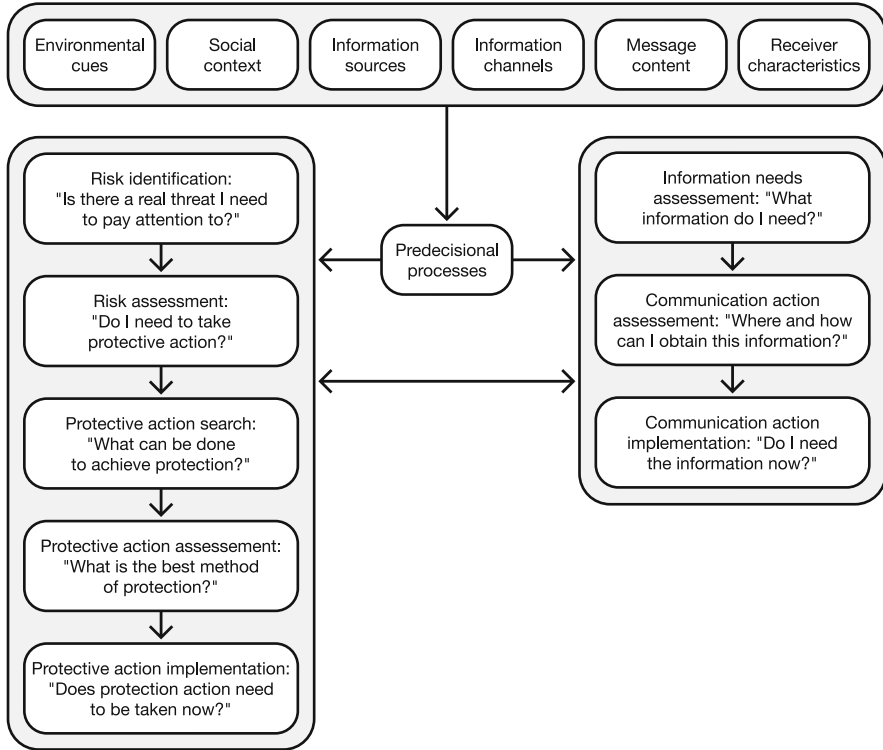 Environmental
cues
Social
context
Information
sources
Information
channels
Message
content
Receiver
characteristics
Risk identification:
"Is there a real threat I need
to pay attention to?"
Risk assessment:
"Do I need to take
protective action?"
Protective action search:
"What can be done
to achieve protection?"
Protective action assessment:
"What is the best method
of protection?"
Protective action implementation:
"Does protection action need
to be taken now?"
Predecisional
processes
Information needs
assessment: "What
information do I need?"
Communication action
assessment: "Where and how
can I obtain this information?"
Communication action
implementation: "Do I need
the information now?"